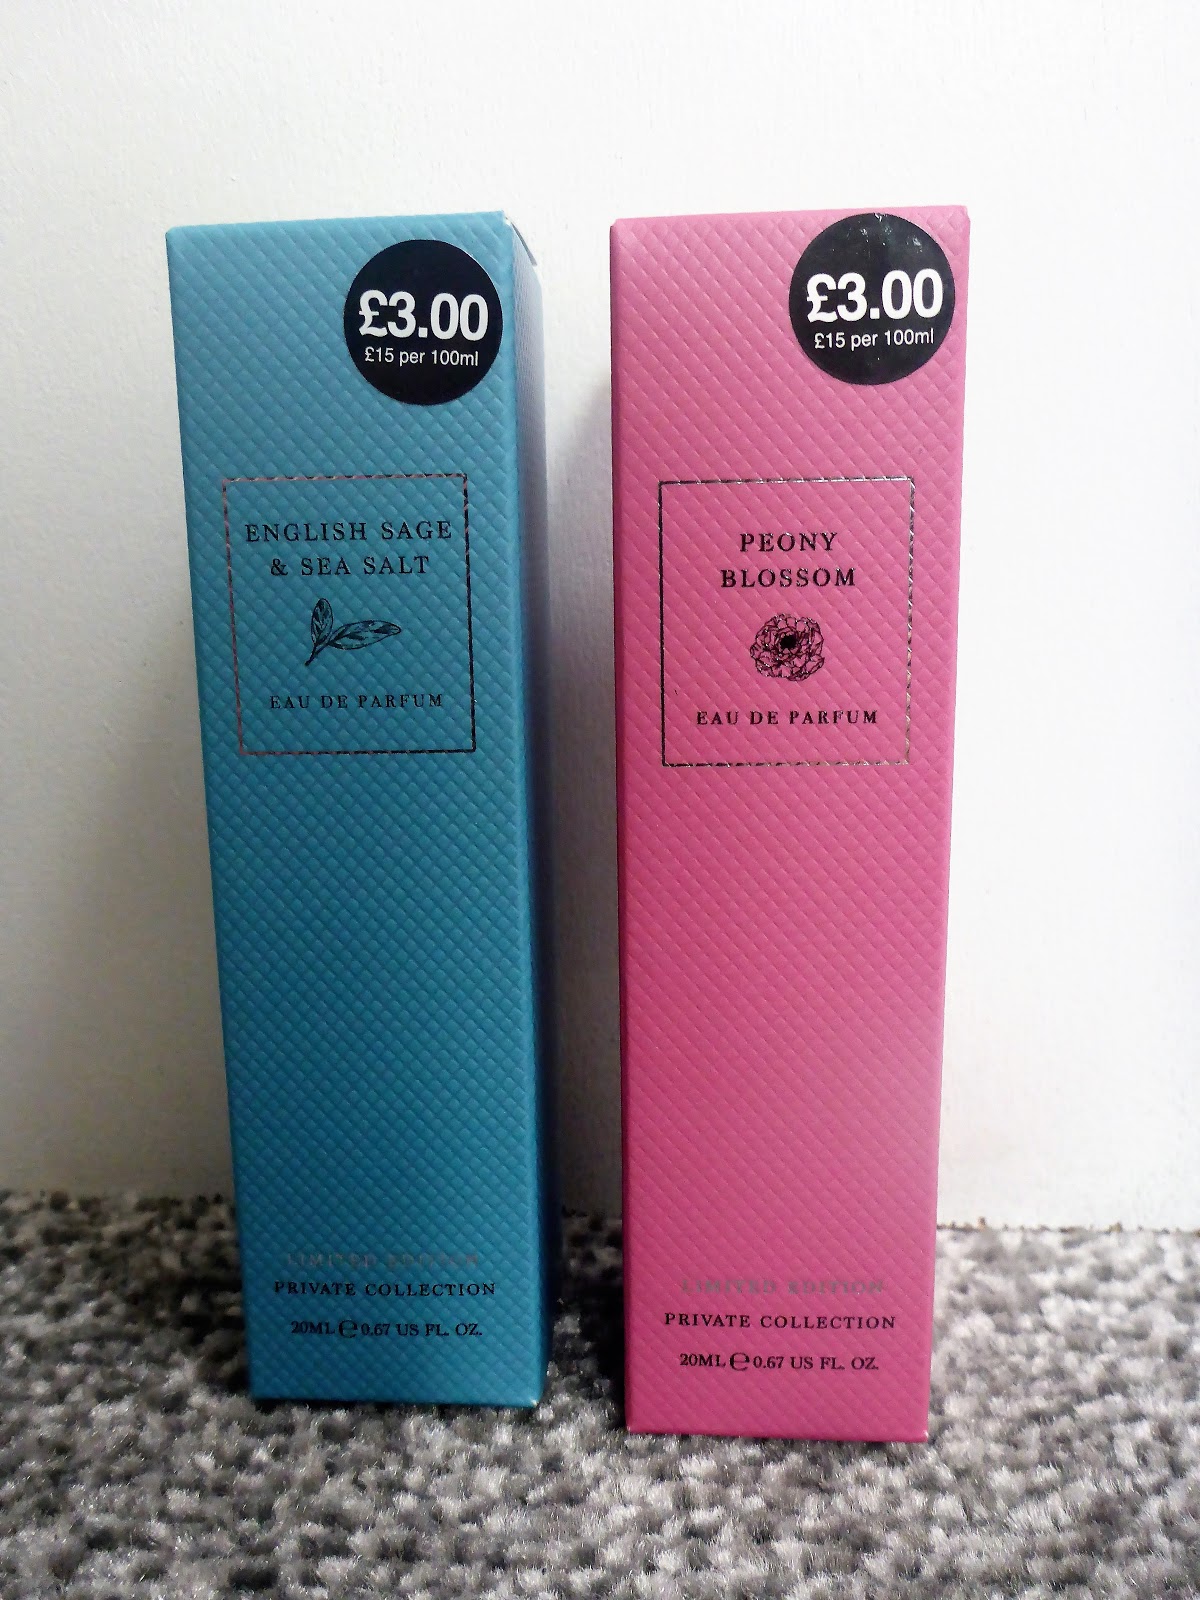 £3.00
£15 per 100ml
ENGLISH SAGE
& SEA SALT
EAU DE PARFUM
LIMITED EDITION
PRIVATE COLLECTION
20ML ℮ 0.67 US FL. OZ.
£3.00
£15 per 100ml
PEONY
BLOSSOM
EAU DE PARFUM
LIMITED EDITION
PRIVATE COLLECTION
20ML ℮ 0.67 US FL. OZ.